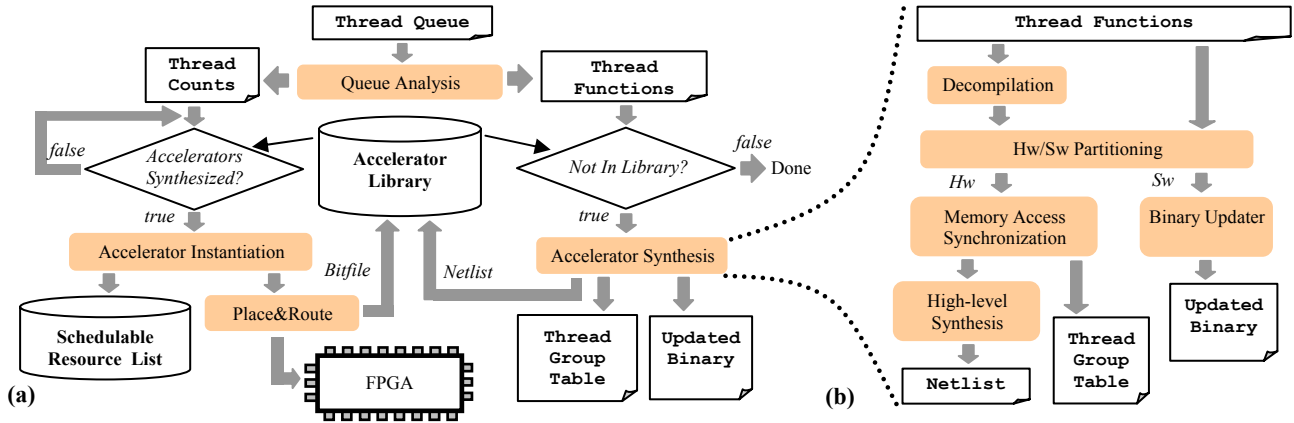 Thread Queue
Queue Analysis
Thread
Counts
Thread
Functions
false
Accelerators
Synthesized?
true
Accelerator
Library
Not In Library?
false
Done
true
Accelerator Instantiation
Bitfile
Netlist
Accelerator Synthesis
Place&Route
Schedulable
Resource List
FPGA
Thread
Group
Table
Updated
Binary
(a)
Thread Functions
Decompilation
Hw/Sw Partitioning
Hw
Sw
Memory Access
Synchronization
Binary Updater
High-level
Synthesis
Netlist
Thread
Group
Table
Updated
Binary
(b)